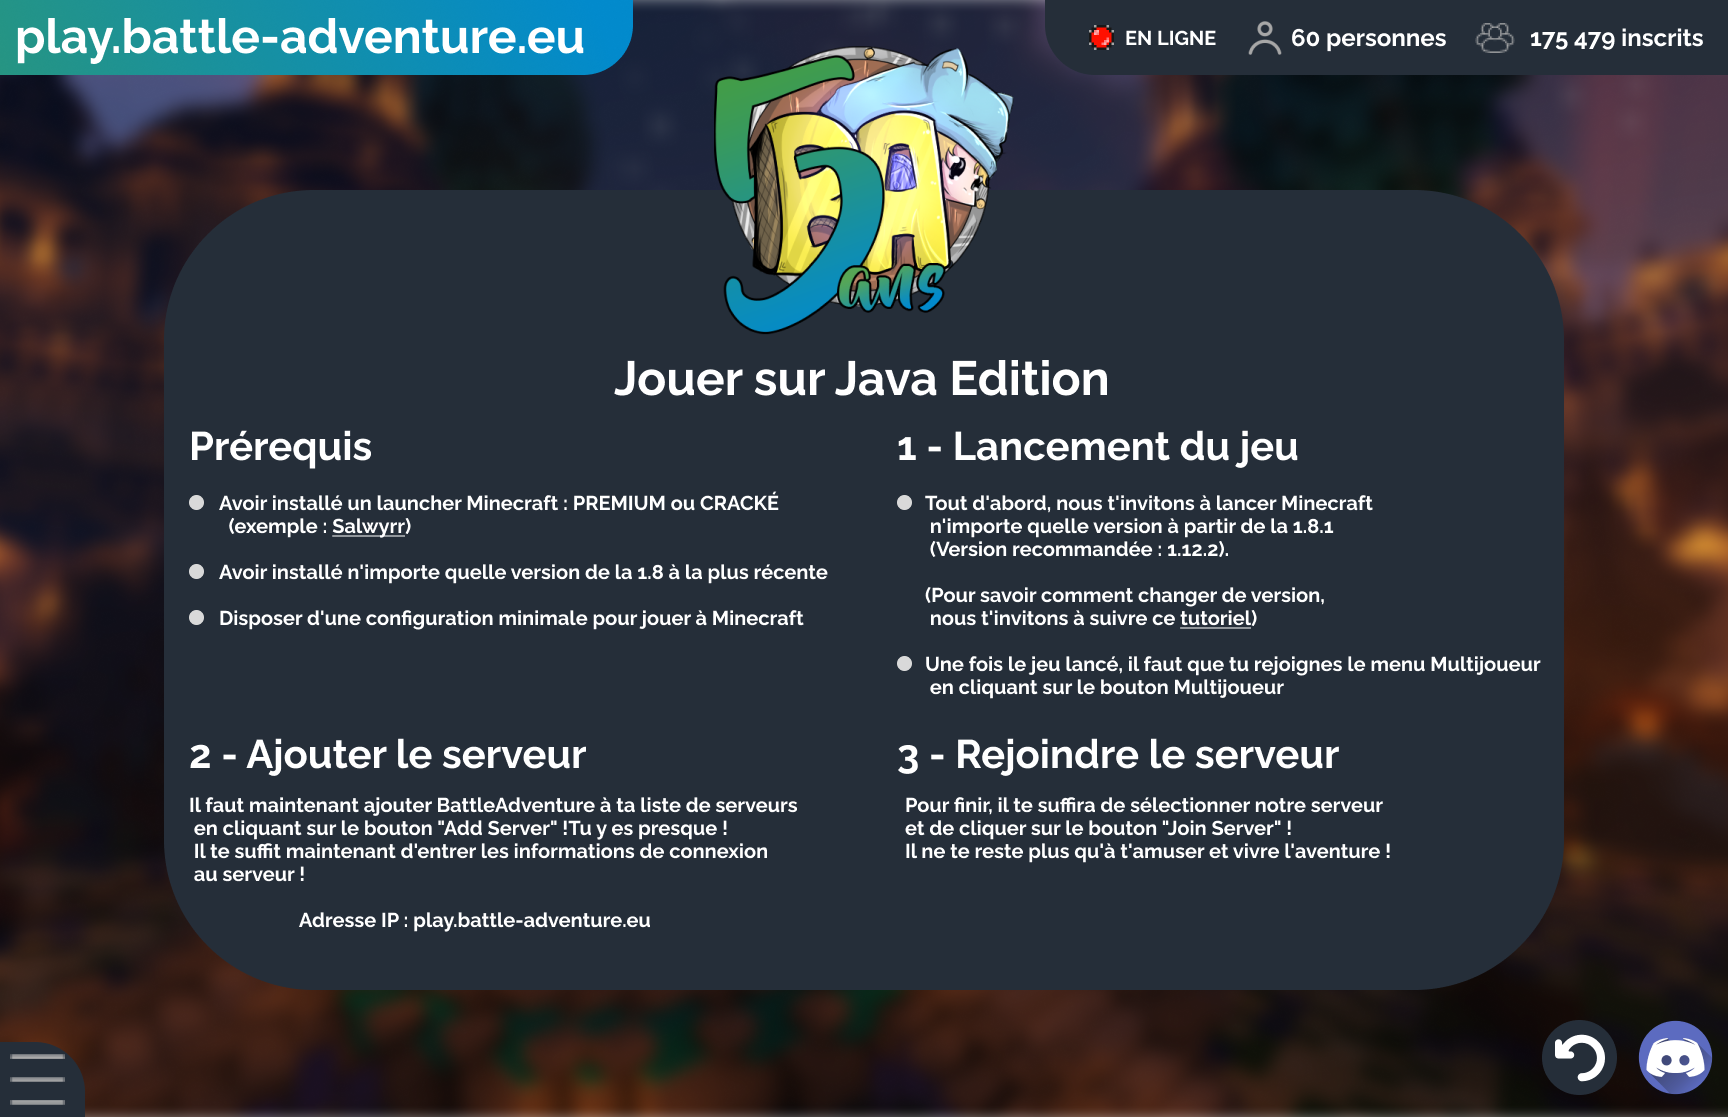 play.battle-adventure.eu
EN LIGNE
60 personnes
175 479 inscrits
5
BA
ans
Jouer sur Java Edition
Prérequis
Avoir installé un launcher Minecraft : PREMIUM ou CRACKÉ
(exemple : Salwyrr)
Avoir installé n'importe quelle version de la 1.8 à la plus récente
Disposer d'une configuration minimale pour jouer à Minecraft
1 - Lancement du jeu
Tout d'abord, nous t'invitons à lancer Minecraft
n'importe quelle version à partir de la 1.8.1
(Version recommandée : 1.12.2).
(Pour savoir comment changer de version,
nous t'invitons à suivre ce tutoriel)
Une fois le jeu lancé, il faut que tu rejoignes le menu Multijoueur
en cliquant sur le bouton Multijoueur
2 - Ajouter le serveur
Il faut maintenant ajouter BattleAdventure à ta liste de serveurs
en cliquant sur le bouton "Add Server" !Tu y es presque !
Il te suffit maintenant d'entrer les informations de connexion
au serveur !
Adresse IP : play.battle-adventure.eu
3 - Rejoindre le serveur
Pour finir, il te suffira de sélectionner notre serveur
et de cliquer sur le bouton "Join Server" !
Il ne te reste plus qu'à t'amuser et vivre l'aventure !